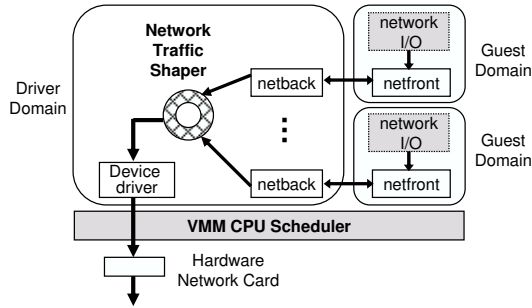 Network
Traffic
Shaper
network
I/O
Guest
Domain
netback
netfront
Driver
Domain
network
I/O
Guest
Domain
Device
driver
netback
netfront
VMM CPU Scheduler
Hardware
Network Card